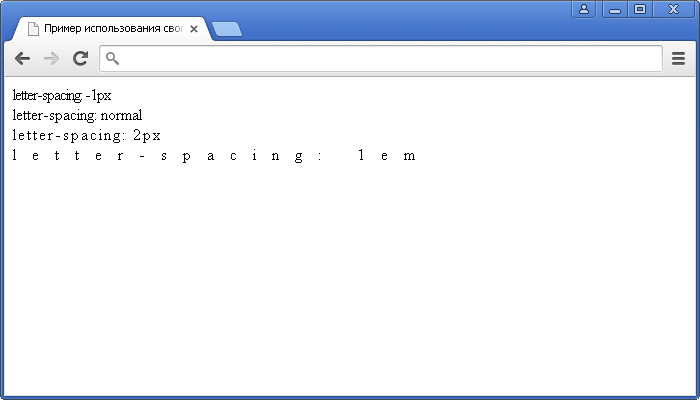 Пример использования сво
letter-spacing: -1px
letter-spacing: normal
letter-spacing: 2px
letter-spacing: 1em